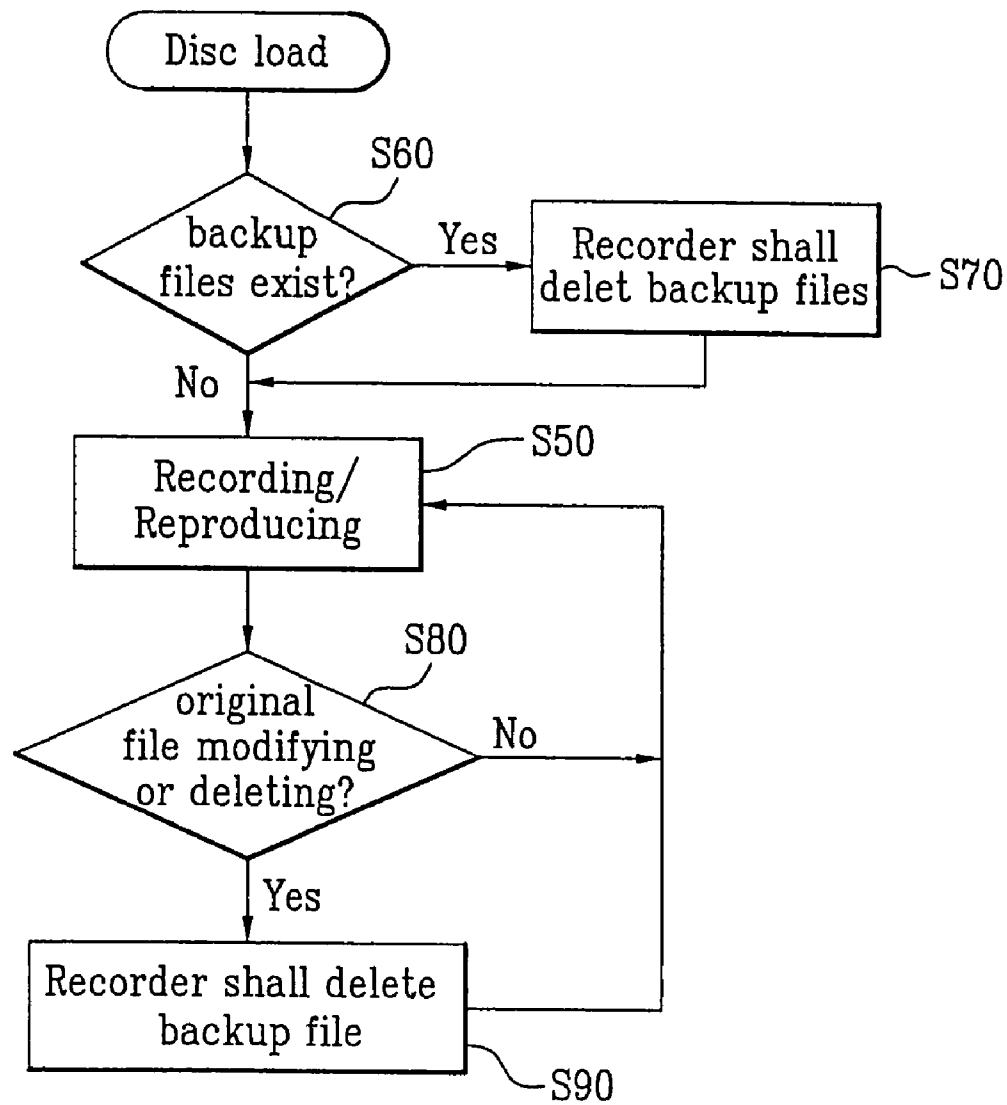 Disc load
S60
backup
files exist?
Yes
Recorder shall
delet backup files
S70
No
S50
Recording/
Reproducing
S80
original
file modifying
or deleting?
No
Yes
Recorder shall delete
backup file
S90